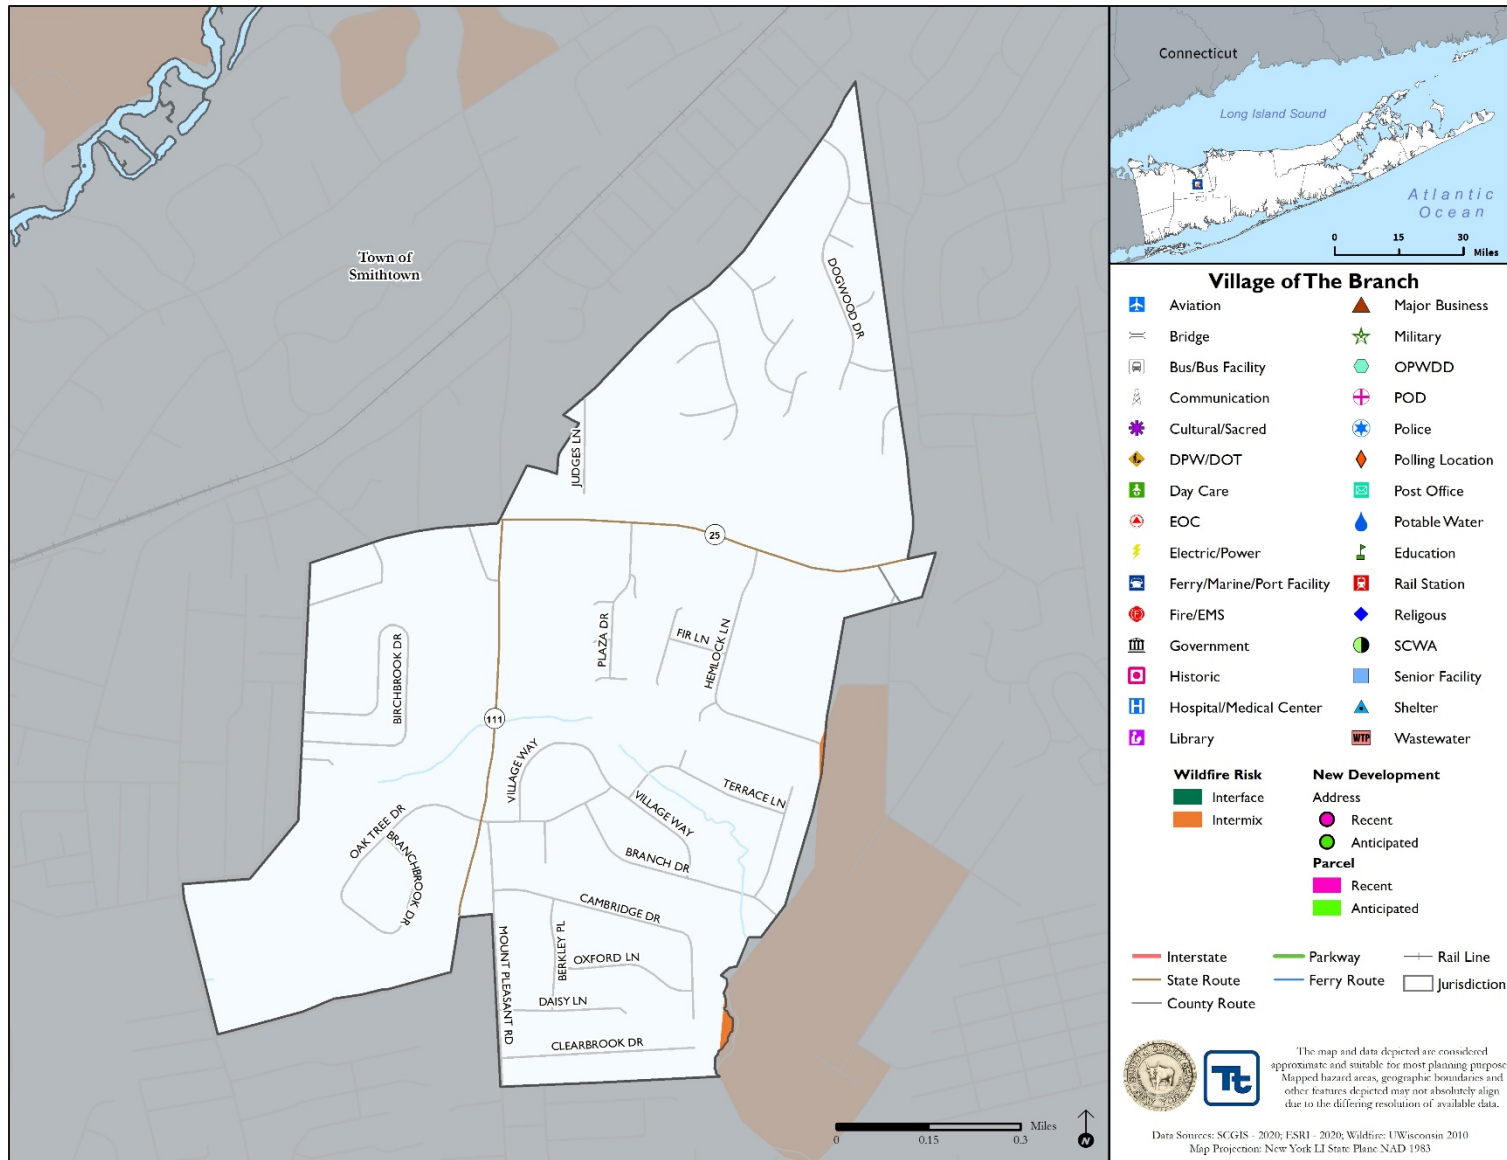 Town of
Smithtown
DOGWOOD DR
JUDGES LN
25
PLAZA DR
FIR LN
HEMLOCK LN
BIRCHBROOK DR
111
VILLAGE WAY
TERRACE LN
VILLAGE WAY
OAK TREE DR
BRANCHBROOK DR
BRANCH DR
CAMBRIDGE DR
BERKLEY PL
OXFORD LN
MOUNT PLEASANT RD
DAISY LN
CLEARBROOK DR
Miles
0 0.15 0.3
N
Connecticut
Long Island Sound
Atlantic
Ocean
0 15 30
Miles
Village of The Branch
Aviation
Bridge
Bus/Bus Facility
Communication
Cultural/Sacred
DPW/DOT
Day Care
EOC
Electric/Power
Ferry/Marine/Port Facility
Fire/EMS
Government
Historic
Hospital/Medical Center
Library
Major Business
Military
OPWDD
POD
Police
Polling Location
Post Office
Potable Water
Education
Rail Station
Religous
SCWA
Senior Facility
Shelter
WTP Wastewater
Wildfire Risk
Interface
Intermix
New Development
Address
Recent
Anticipated
Parcel
Recent
Anticipated
Interstate
State Route
County Route
Parkway
Ferry Route
Rail Line
Jurisdiction
Tt
The map and data depicted are considered
approximate and suitable for most planning purpose
Mapped hazard areas, geographic boundaries and
other features depicted may not absolutely align
due to the differing resolution of available data.
Data Sources: SCGIS - 2020; ESRI - 2020; Wildfire: UWisconsin 2010
Map Projection: New York LI State Plane NAD 1983